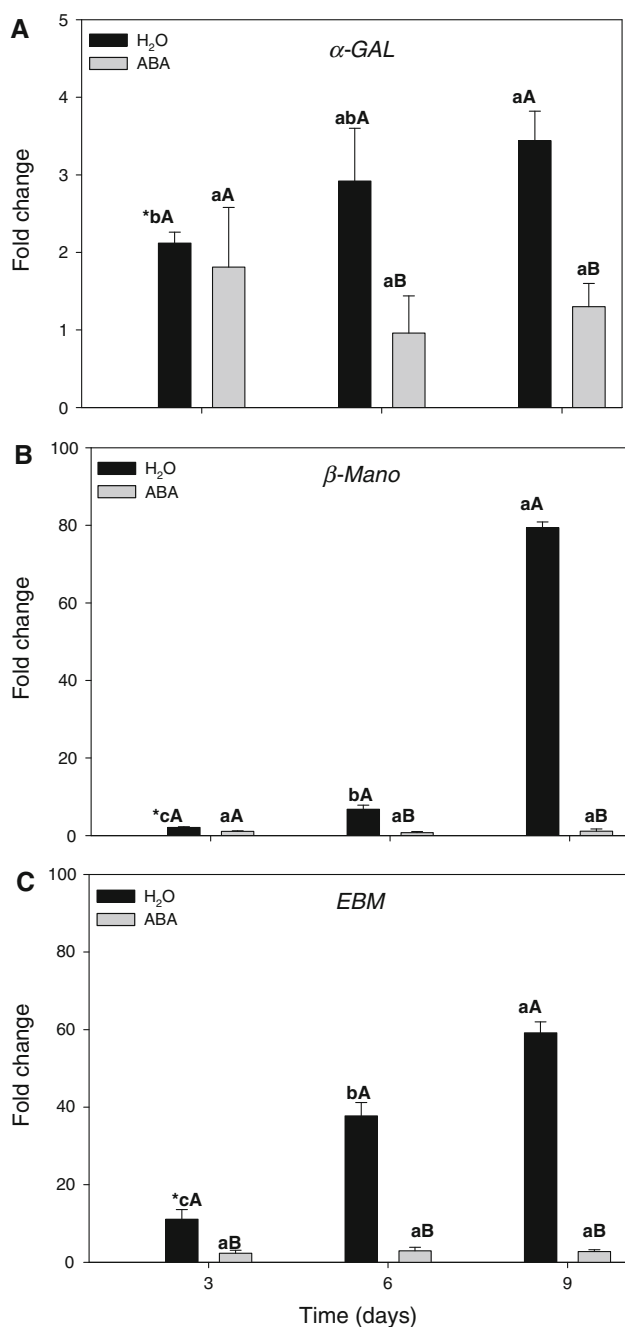 A
H₂O
ABA
α-GAL
5
4
3
2
1
0
Fold change
*bA
aA
abA
aB
aA
aB
B
H₂O
ABA
β-Mano
100
80
60
40
20
0
Fold change
*cA
aA
bA
aB
aA
aB
C
H₂O
ABA
EBM
100
80
60
40
20
0
Fold change
*cA
aB
bA
aB
aA
aB
3 6 9
Time (days)